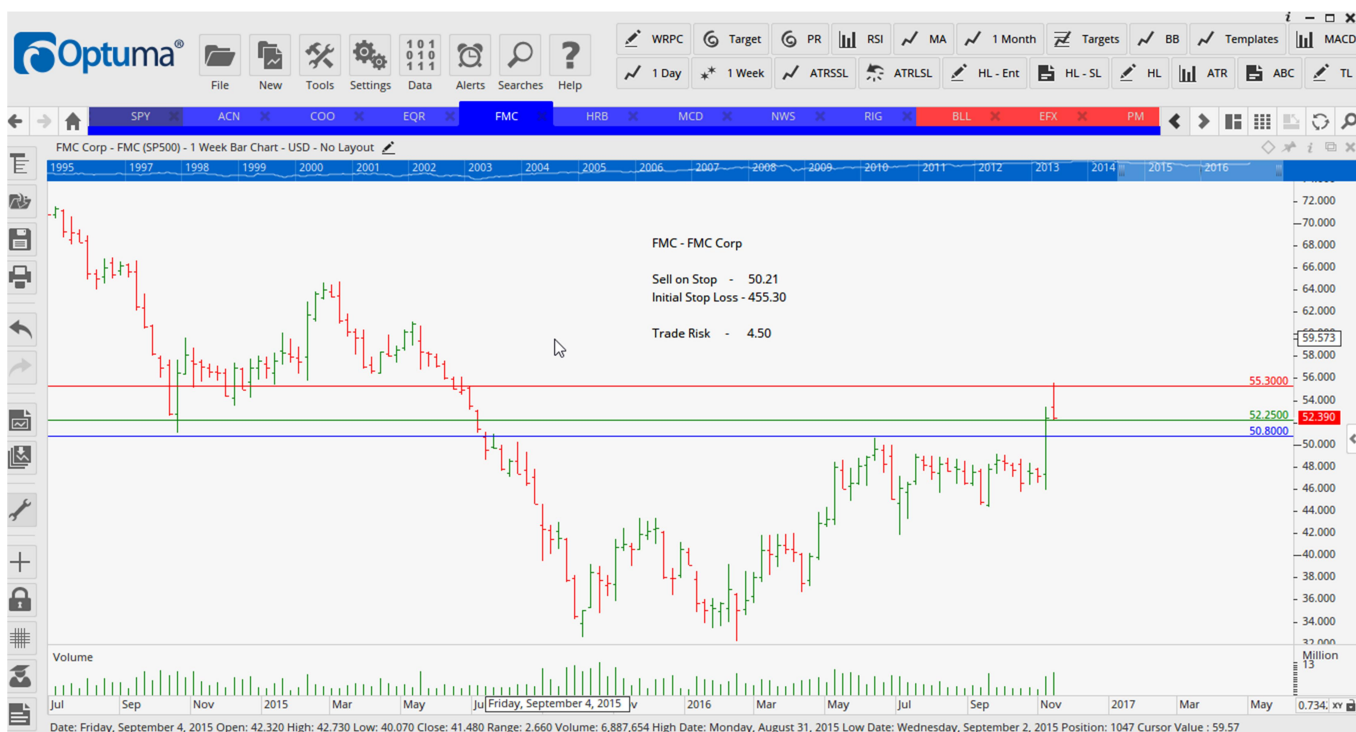 i
Optuma®
File New Tools Settings Data Alerts Searches Help
101
010
111
WRPC Target PR RSI MA 1 Month Targets BB Templates MACD
1 Day 1 Week ATRSSL ATRLSL HL - Ent HL - SL HL ATR ABC TL
SPY ACN COO EQR FMC HRB MCD NWS RIG BLL EFX PM
FMC Corp - FMC (SP500) - 1 Week Bar Chart - USD - No Layout
1995 1997 1998 1999 2000 2001 2002 2003 2004 2005 2006 2007 2008 2009 2010 2011 2012 2013 2014 2015 2016
72.000
70.000
FMC - FMC Corp
68.000
66.000
Sell on Stop - 50.21
64.000
Initial Stop Loss - 455.30
62.000
Trade Risk - 4.50
59.573
58.000
56.000
55.3000
54.000
52.2500 52.390
50.8000
50.000
48.000
46.000
44.000
42.000
40.000
38.000
36.000
34.000
32.000
Volume
Million
13
Jul Sep Nov 2015 Mar May Friday, September 4, 2015 2016 Mar May Jul Sep Nov 2017 Mar May 0.734 XY
Date: Friday, September 4, 2015 Open: 42.320 High: 42.730 Low: 40.070 Close: 41.480 Range: 2.660 Volume: 6,887,654 High Date: Monday, August 31, 2015 Low Date: Wednesday, September 2, 2015 Position: 1047 Cursor Value : 59.57